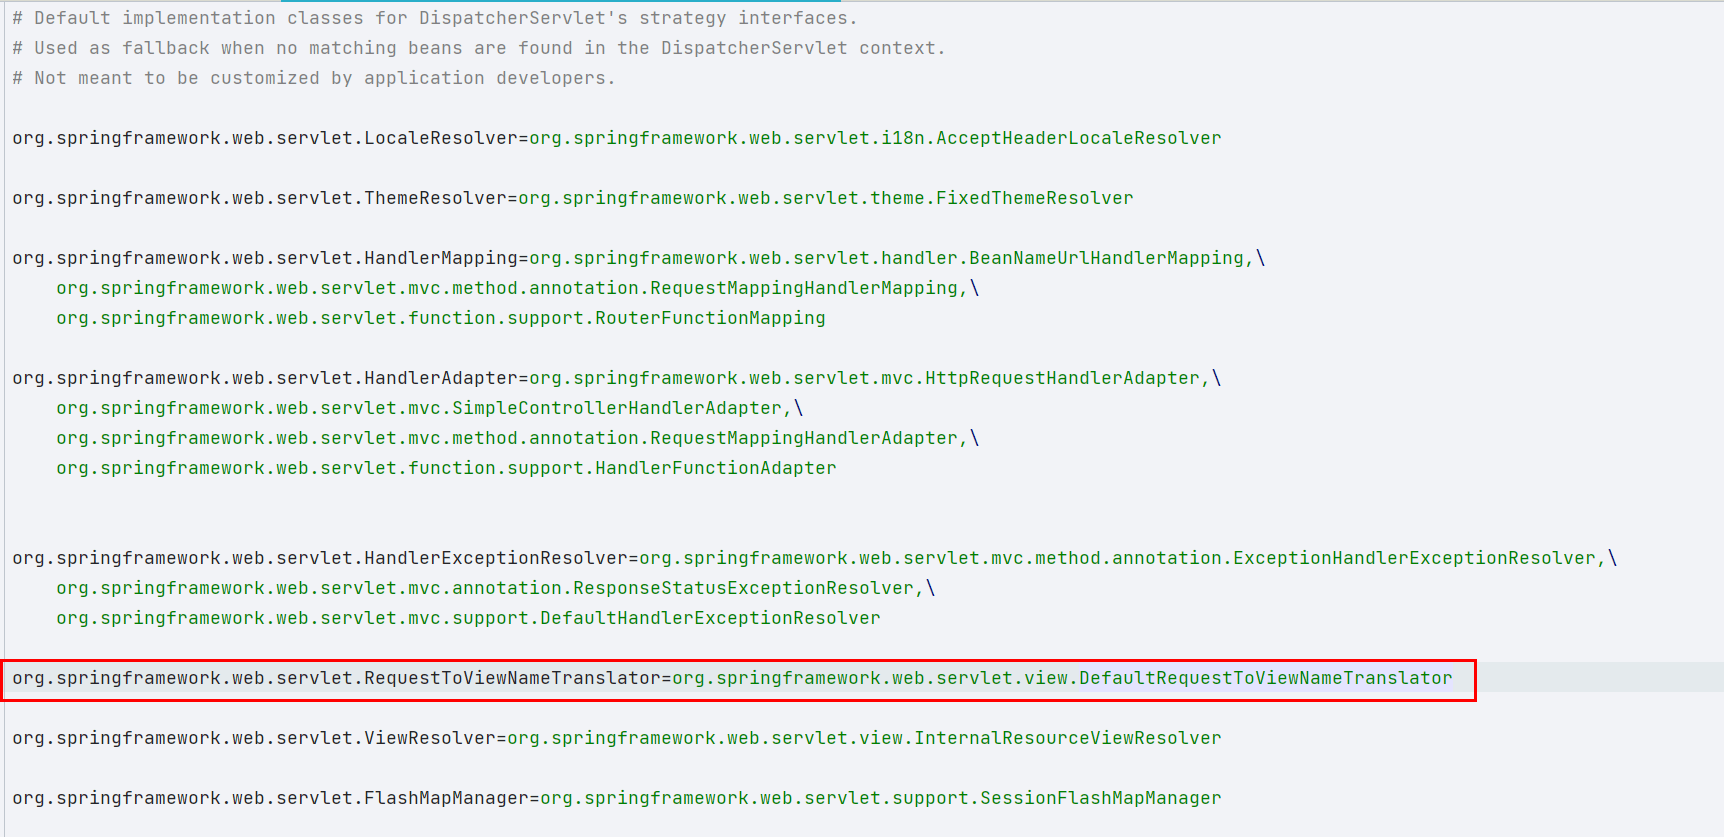 # Default implementation classes for DispatcherServlet's strategy interfaces.
# Used as fallback when no matching beans are found in the DispatcherServlet context.
# Not meant to be customized by application developers.
org.springframework.web.servlet.LocaleResolver=org.springframework.web.servlet.i18n.AcceptHeaderLocaleResolver
org.springframework.web.servlet.ThemeResolver=org.springframework.web.servlet.theme.FixedThemeResolver
org.springframework.web.servlet.HandlerMapping=org.springframework.web.servlet.handler.BeanNameUrlHandlerMapping,\
    org.springframework.web.servlet.mvc.method.annotation.RequestMappingHandlerMapping,\
    org.springframework.web.servlet.function.support.RouterFunctionMapping
org.springframework.web.servlet.HandlerAdapter=org.springframework.web.servlet.mvc.HttpRequestHandlerAdapter,\
    org.springframework.web.servlet.mvc.SimpleControllerHandlerAdapter,\
    org.springframework.web.servlet.mvc.method.annotation.RequestMappingHandlerAdapter,\
    org.springframework.web.servlet.function.support.HandlerFunctionAdapter
org.springframework.web.servlet.HandlerExceptionResolver=org.springframework.web.servlet.mvc.method.annotation.ExceptionHandlerExceptionResolver,\
    org.springframework.web.servlet.mvc.annotation.ResponseStatusExceptionResolver,\
    org.springframework.web.servlet.mvc.support.DefaultHandlerExceptionResolver
org.springframework.web.servlet.RequestToViewNameTranslator=org.springframework.web.servlet.view.DefaultRequestToViewNameTranslator
org.springframework.web.servlet.ViewResolver=org.springframework.web.servlet.view.InternalResourceViewResolver
org.springframework.web.servlet.FlashMapManager=org.springframework.web.servlet.support.SessionFlashMapManager